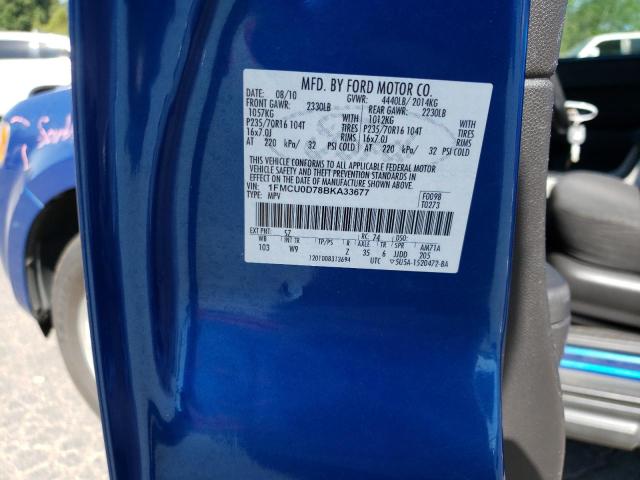 MFD. BY FORD MOTOR CO.
08/10 GVWR: 4440LB/ 2014KG
FRONT GAWR: 2330LB REAR GAWR: 2230LB
1057KG WITH 1012KG WITH
P235/70R16 104T TIRES P235/70R16 104T TIRES
16x7.0J RIMS 16x7.0J RIMS
AT 220 kPa/ 32 PSI COLD AT 220 kPa/ 32 PSI COLD
THIS VEHICLE CONFORMS TO ALL APPLICABLE FEDERAL MOTOR
VEHICLE SAFETY AND THEFT PREVENTION STANDARDS IN
EFFECT ON THE DATE OF MANUFACTURE SHOWN ABOVE.
VIN: 1FMCU0D78BKA33677 F0098
TYPE: MPV T0273
EXT PNT: SZ RC: 74 DSO:
WB INT TR TP/PS R AXLE TR SPR AM71A
103 W9 7 35 6 JJDD 205
1201008313694 UTC 5U5A-1520472-BA